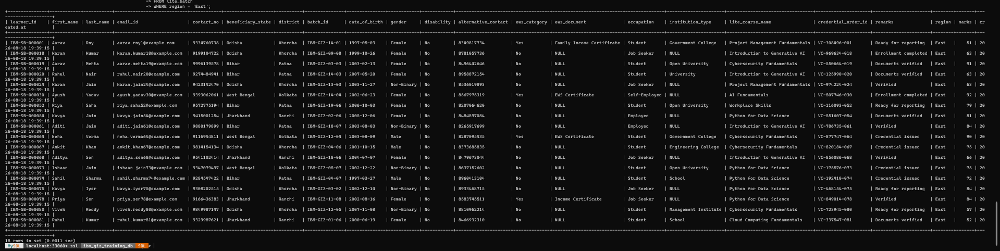 -> FROM lite_batch
-> WHERE region = 'East';
| learner_id | first_name | last_name | email_id | contact_no | beneficiary_state | district | batch_id | date_of_birth | gender | disability | alternative_contact | ews_category | ews_document | occupation | institution_type | lite_course_name | credential_order_id | remarks | region | marks | cr
eated_at |
| IBM-SB-000001 | Aarav | Roy | aarav.roy1@example.com | 9334760738 | Odisha | Khordha | IBM-GIZ-14-01 | 1997-05-03 | Female | No | 8349817734 | Yes | Family Income Certificate | Student | Government College | Project Management Fundamentals | VC-308496-001 | Ready for reporting | East | 51 | 20
26-08-18 19:39:15 |
| IBM-SB-000018 | Karan | Kumar | karan.kumar18@example.com | 9199104722 | Odisha | Khordha | IBM-GIZ-09-08 | 1999-10-26 | Female | No | 8781057736 | No | NULL | Job Seeker | NULL | Introduction to Generative AI | VC-969634-018 | Enrollment completed | East | 63 | 20
26-08-18 19:39:15 |
| IBM-SB-000019 | Aarav | Mehta | aarav.mehta19@example.com | 9996139578 | Bihar | Patna | IBM-GIZ-03-03 | 2003-02-13 | Female | No | 8496442646 | No | NULL | Student | Open University | Cybersecurity Fundamentals | VC-550664-019 | Documents verified | East | 91 | 20
26-08-18 19:39:15 |
| IBM-SB-000020 | Rahul | Nair | rahul.nair20@example.com | 9274484941 | Bihar | Patna | IBM-GIZ-14-03 | 2007-05-20 | Female | No | 8958872154 | No | NULL | Student | University | Introduction to Generative AI | VC-125990-020 | Documents verified | East | 63 | 20
26-08-18 19:39:15 |
| IBM-SB-000024 | Karan | Jain | karan.jain24@example.com | 9423142470 | Odisha | Khordha | IBM-GIZ-13-03 | 2003-11-27 | Non-Binary | No | 8536019893 | No | NULL | Job Seeker | NULL | Project Management Fundamentals | VC-974224-024 | Verified | East | 63 | 20
26-08-18 19:39:15 |
| IBM-SB-000030 | Ayush | Yadav | ayush.yadav30@example.com | 9393062061 | West Bengal | Kolkata | IBM-GIZ-14-04 | 2002-06-23 | Female | No | 8567975319 | Yes | EWS Certificate | Self-Employed | NULL | AI Fundamentals | VC-507746-030 | Enrollment completed | East | 92 | 20
26-08-18 19:39:15 |
| IBM-SB-000052 | Riya | Saha | riya.saha52@example.com | 9572775194 | Bihar | Patna | IBM-GIZ-19-06 | 2006-10-03 | Female | No | 8207064620 | No | NULL | Student | Open University | Workplace Skills | VC-116093-052 | Ready for reporting | East | 79 | 20
26-08-18 19:39:15 |
| IBM-SB-000054 | Kavya | Jain | kavya.jain54@example.com | 9415001254 | Jharkhand | Ranchi | IBM-GIZ-02-06 | 2005-12-06 | Female | No | 8484897084 | No | NULL | Employed | NULL | Python for Data Science | VC-551607-054 | Documents verified | East | 81 | 20
26-08-18 19:39:15 |
| IBM-SB-000061 | Aditi | Jain | aditi.jain61@example.com | 9880179899 | Bihar | Patna | IBM-GIZ-18-07 | 2003-08-03 | Non-Binary | No | 8265917699 | No | NULL | Employed | NULL | Introduction to Generative AI | VC-786735-061 | Verified | East | 84 | 20
26-08-18 19:39:15 |
| IBM-SB-000064 | Neha | Verma | neha.verma64@example.com | 9116944811 | West Bengal | Kolkata | IBM-GIZ-12-04 | 2003-08-09 | Male | No | 8287095435 | Yes | EWS Certificate | Student | Government College | Cybersecurity Fundamentals | VC-877747-064 | Credential issued | East | 90 | 20
26-08-18 19:39:15 |
| IBM-SB-000067 | Ankit | Khan | ankit.khan67@example.com | 9814154134 | Odisha | Khordha | IBM-GIZ-04-06 | 2001-10-15 | Male | No | 8373685835 | No | NULL | Student | Engineering College | Cybersecurity Fundamentals | VC-820184-067 | Credential issued | East | 75 | 20
26-08-18 19:39:15 |
| IBM-SB-000068 | Aditya | Sen | aditya.sen68@example.com | 9541102414 | Jharkhand | Ranchi | IBM-GIZ-18-06 | 2004-07-07 | Female | No | 8479673044 | No | NULL | Job Seeker | NULL | Introduction to Generative AI | VC-856086-068 | Verified | East | 66 | 20
26-08-18 19:39:15 |
| IBM-SB-000073 | Ishaan | Jain | ishaan.jain73@example.com | 9347079497 | West Bengal | Kolkata | IBM-GIZ-05-07 | 2002-12-22 | Non-Binary | No | 8637152602 | No | NULL | Student | Open University | Python for Data Science | VC-175576-073 | Credential issued | East | 75 | 20
26-08-18 19:39:15 |
| IBM-SB-000074 | Sahil | Sharma | sahil.sharma74@example.com | 9284547422 | Bihar | Patna | IBM-GIZ-04-07 | 1997-03-27 | Male | No | 8960413104 | No | NULL | Student | School | Python for Data Science | VC-192410-074 | Credential issued | East | 72 | 20
26-08-18 19:39:15 |
| IBM-SB-000075 | Kavya | Iyer | kavya.iyer75@example.com | 9308202515 | Odisha | Khordha | IBM-GIZ-03-02 | 2002-12-14 | Non-Binary | No | 8933468715 | No | NULL | Job Seeker | NULL | Python for Data Science | VC-468154-075 | Ready for reporting | East | 84 | 20
26-08-18 19:39:15 |
| IBM-SB-000078 | Priya | Sen | priya.sen78@example.com | 9166436383 | Jharkhand | Ranchi | IBM-GIZ-11-08 | 2002-08-16 | Female | No | 8583745511 | Yes | Income Certificate | Job Seeker | NULL | Python for Data Science | VC-849014-078 | Verified | East | 84 | 20
26-08-18 19:39:15 |
| IBM-SB-000080 | Vivek | Reddy | vivek.reddy80@example.com | 9849987147 | Odisha | Khordha | IBM-GIZ-12-05 | 2007-11-08 | Non-Binary | No | 8810962214 | No | NULL | Student | Management Institute | Cybersecurity Fundamentals | VC-723945-080 | Ready for reporting | East | 57 | 20
26-08-18 19:39:15 |
| IBM-SB-000081 | Rahul | Kumar | rahul.kumar81@example.com | 9329987621 | Jharkhand | Ranchi | IBM-GIZ-01-06 | 2000-06-19 | Female | No | 8466932310 | No | NULL | Student | School | Cloud Computing Fundamentals | VC-337547-081 | Documents verified | East | 52 | 20
26-08-18 19:39:15 |
18 rows in set (0.0011 sec)
MySQL localhost:33060+ ssl ibm_giz_training_db SQL >